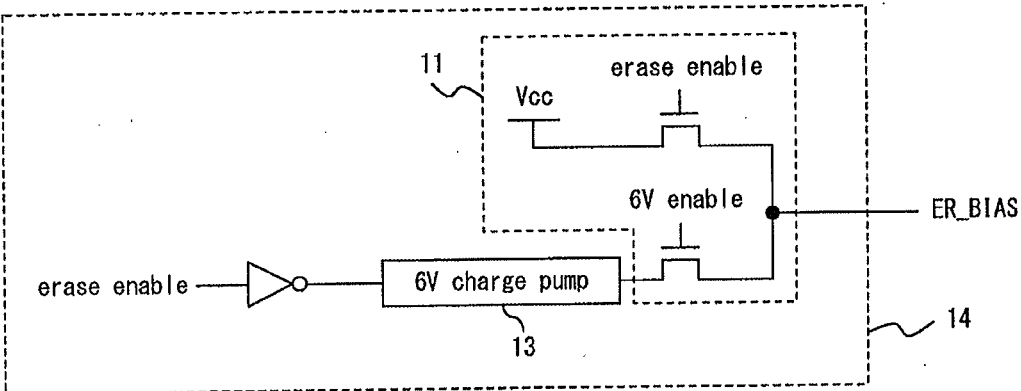 11
erase enable
Vcc
6V enable
ER_BIAS
erase enable
6V charge pump
13
14